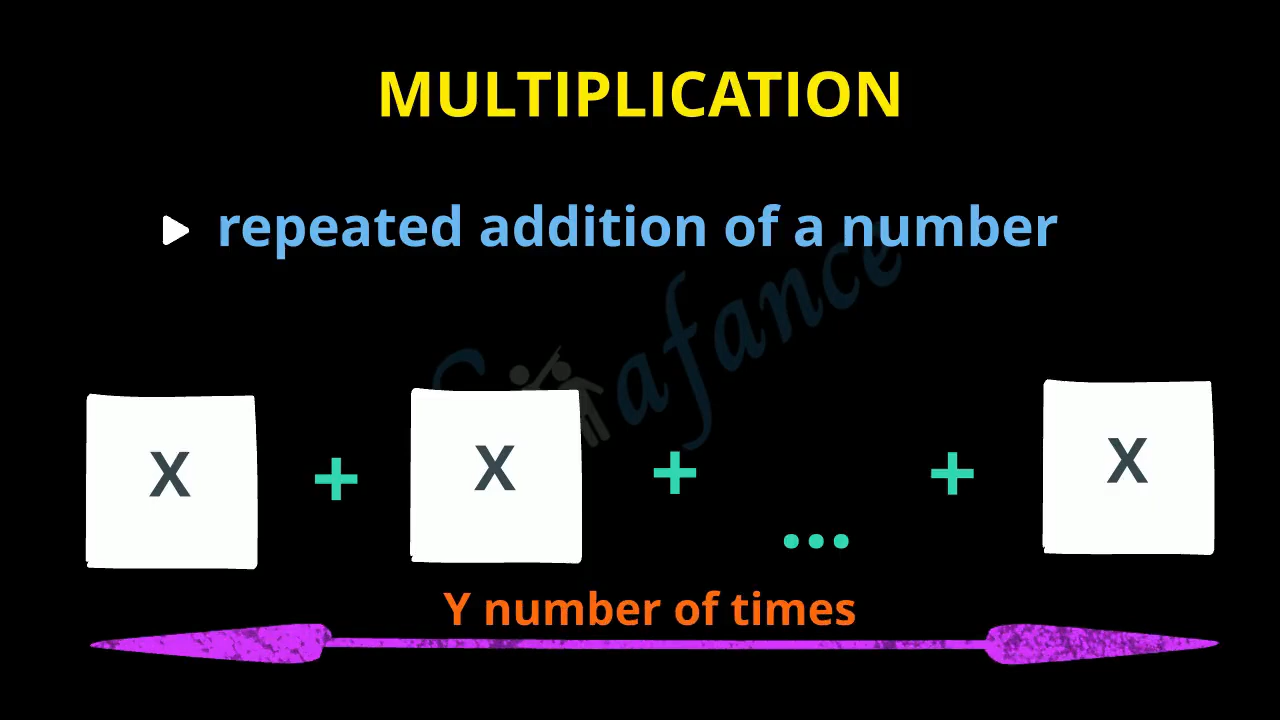 MULTIPLICATION
repeated addition of a number
X + X + ... + X
Y number of times